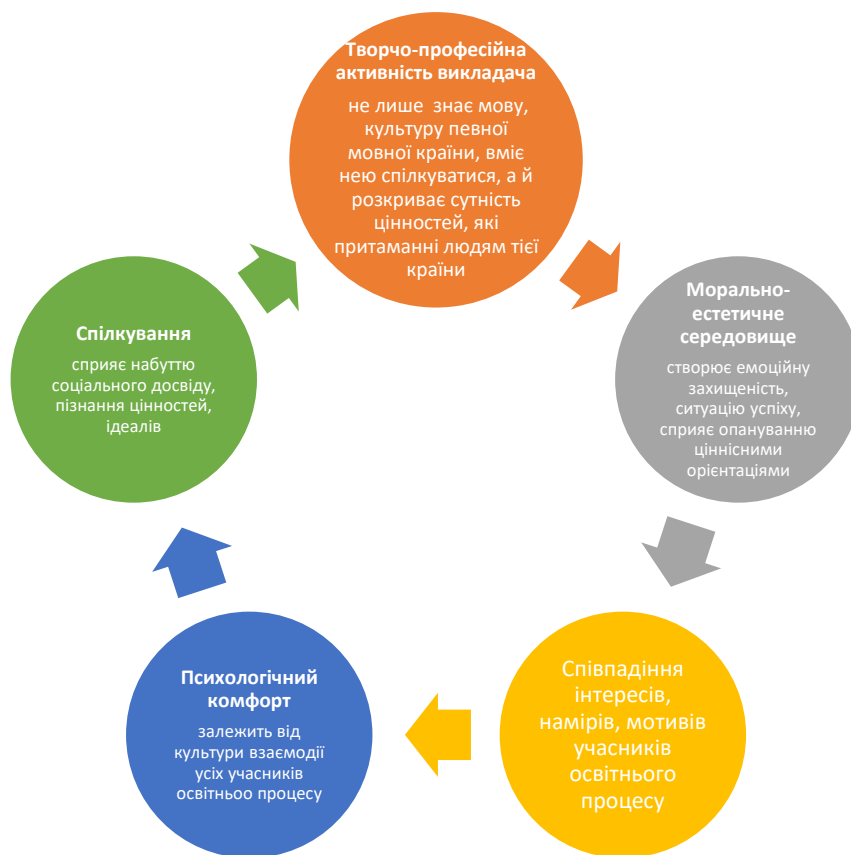 Творчо-професійна
активність викладача
не лише знає мову,
культуру певної
мовної країни, вміє
нею спілкуватися, а й
розкриває сутність
цінностей, які
притаманні людям тієї
країни
Морально-
естетичне
середовище
створює емоційну
захищеність,
ситуацію успіху,
сприяє опануванню
ціннісними
орієнтаціями
Співпадіння
інтересів,
намірів, мотивів
учасників
освітнього
процесу
Психологічний
комфорт
залежить від
культури взаємодії
усіх учасників
освітньоо процесу
Спілкування
сприяє набуттю
соціального досвіду,
пізнання цінностей,
ідеалів